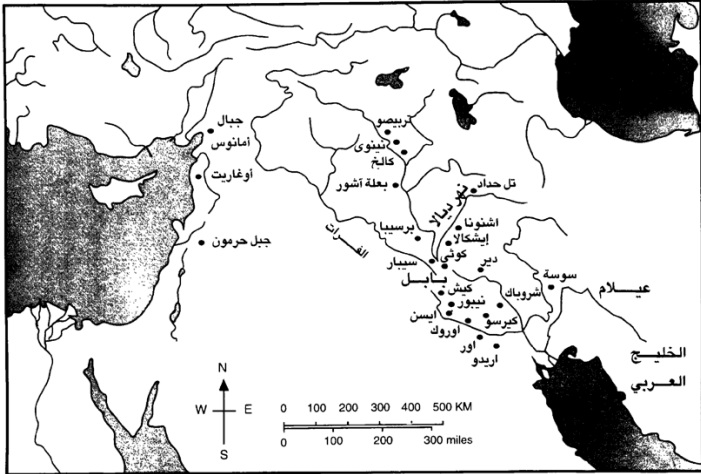 جبال
أمانوس
أوغاريت
جبل حرمون
تربيصو
نينوى
كالخ
بعلة آشور
نهر ديالا
تل حداد
اشنونا
إيشكالا
برسيبا
الفرات
كوثى
سيبار
دير
بابل
سوسة
عيلام
كيش
شروباك
نيبور
ايسن
كيرسو
اوروك
اور
اريدو
الخليج
العربي
N
W E
S
0 100 200 300 400 500 KM
0 100 200 300 miles